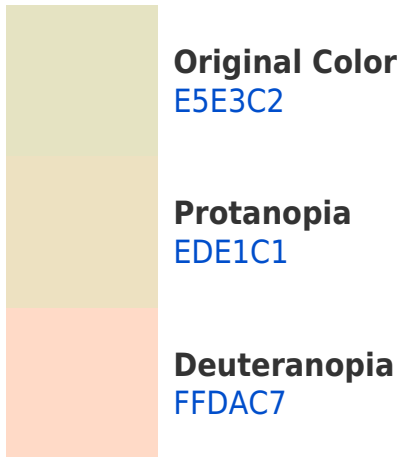 Original Color
E5E3C2
Protanopia
EDE1C1
Deuteranopia
FFDAC7